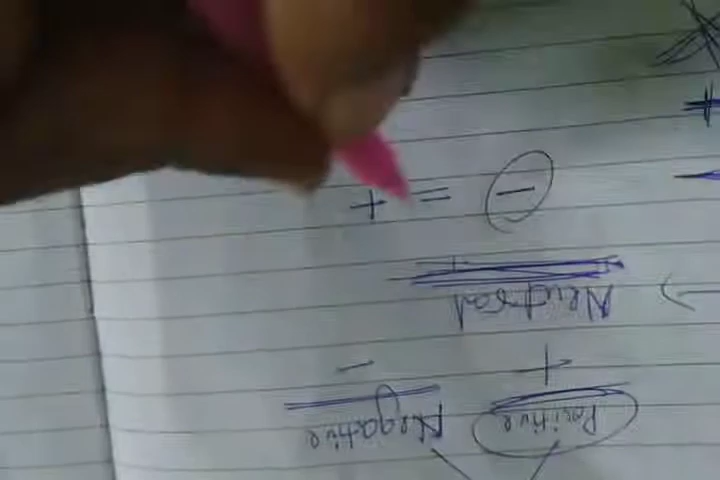 Positive Negative
+ −
→ Neutral
− = +
+